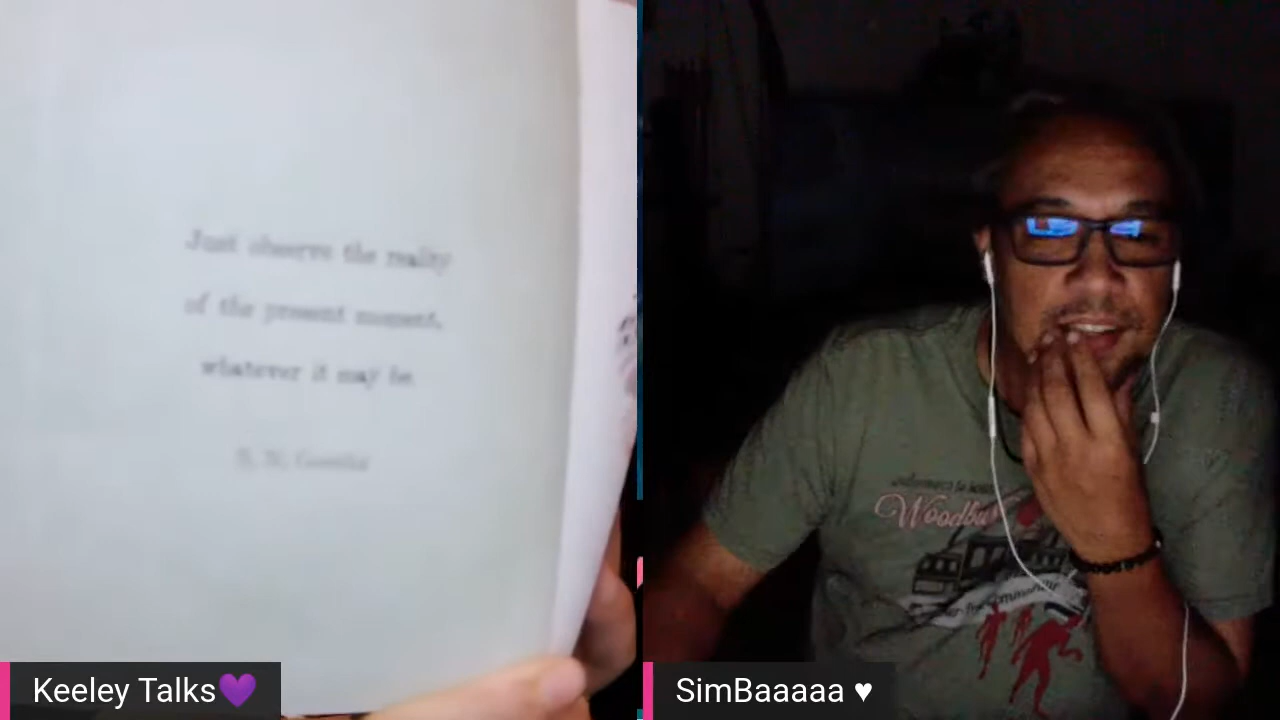 Just observe the reality
of the present moment,
whatever it may be.
Keeley Talks💜
SimBaaaaa ♥